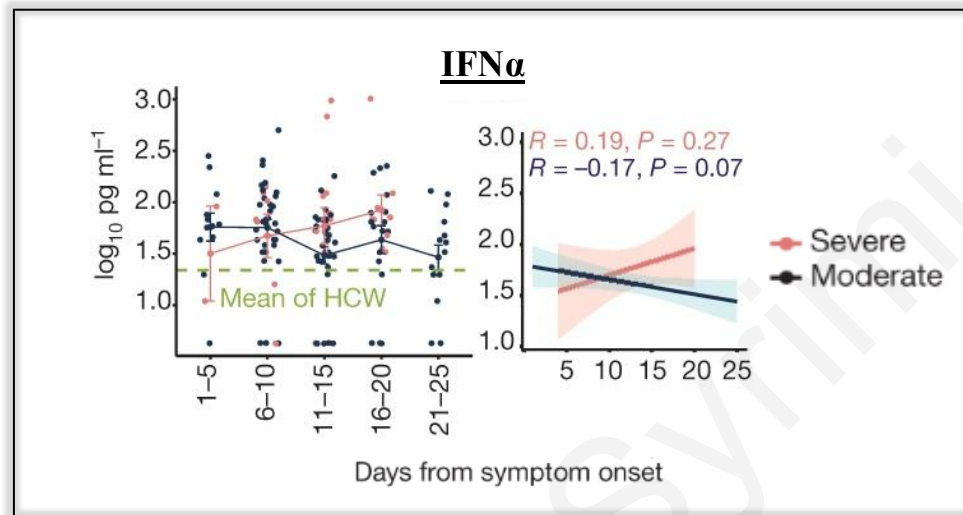 IFNα
3.0
2.5
2.0
1.5
1.0
log10 pg ml−1
Mean of HCW
1–5
6–10
11–15
16–20
21–25
R = 0.19, P = 0.27
R = –0.17, P = 0.07
3.0
2.5
2.0
1.5
1.0
5 10 15 20 25
Severe
Moderate
Days from symptom onset
Syrimi